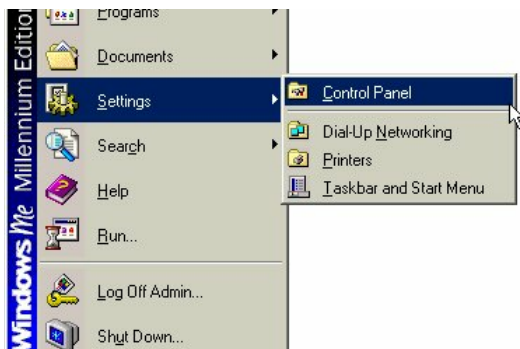 Windows Me Millennium Edition
Programs
Documents
Settings
Search
Help
Run...
Log Off Admin...
Shut Down...
Control Panel
Dial-Up Networking
Printers
Taskbar and Start Menu